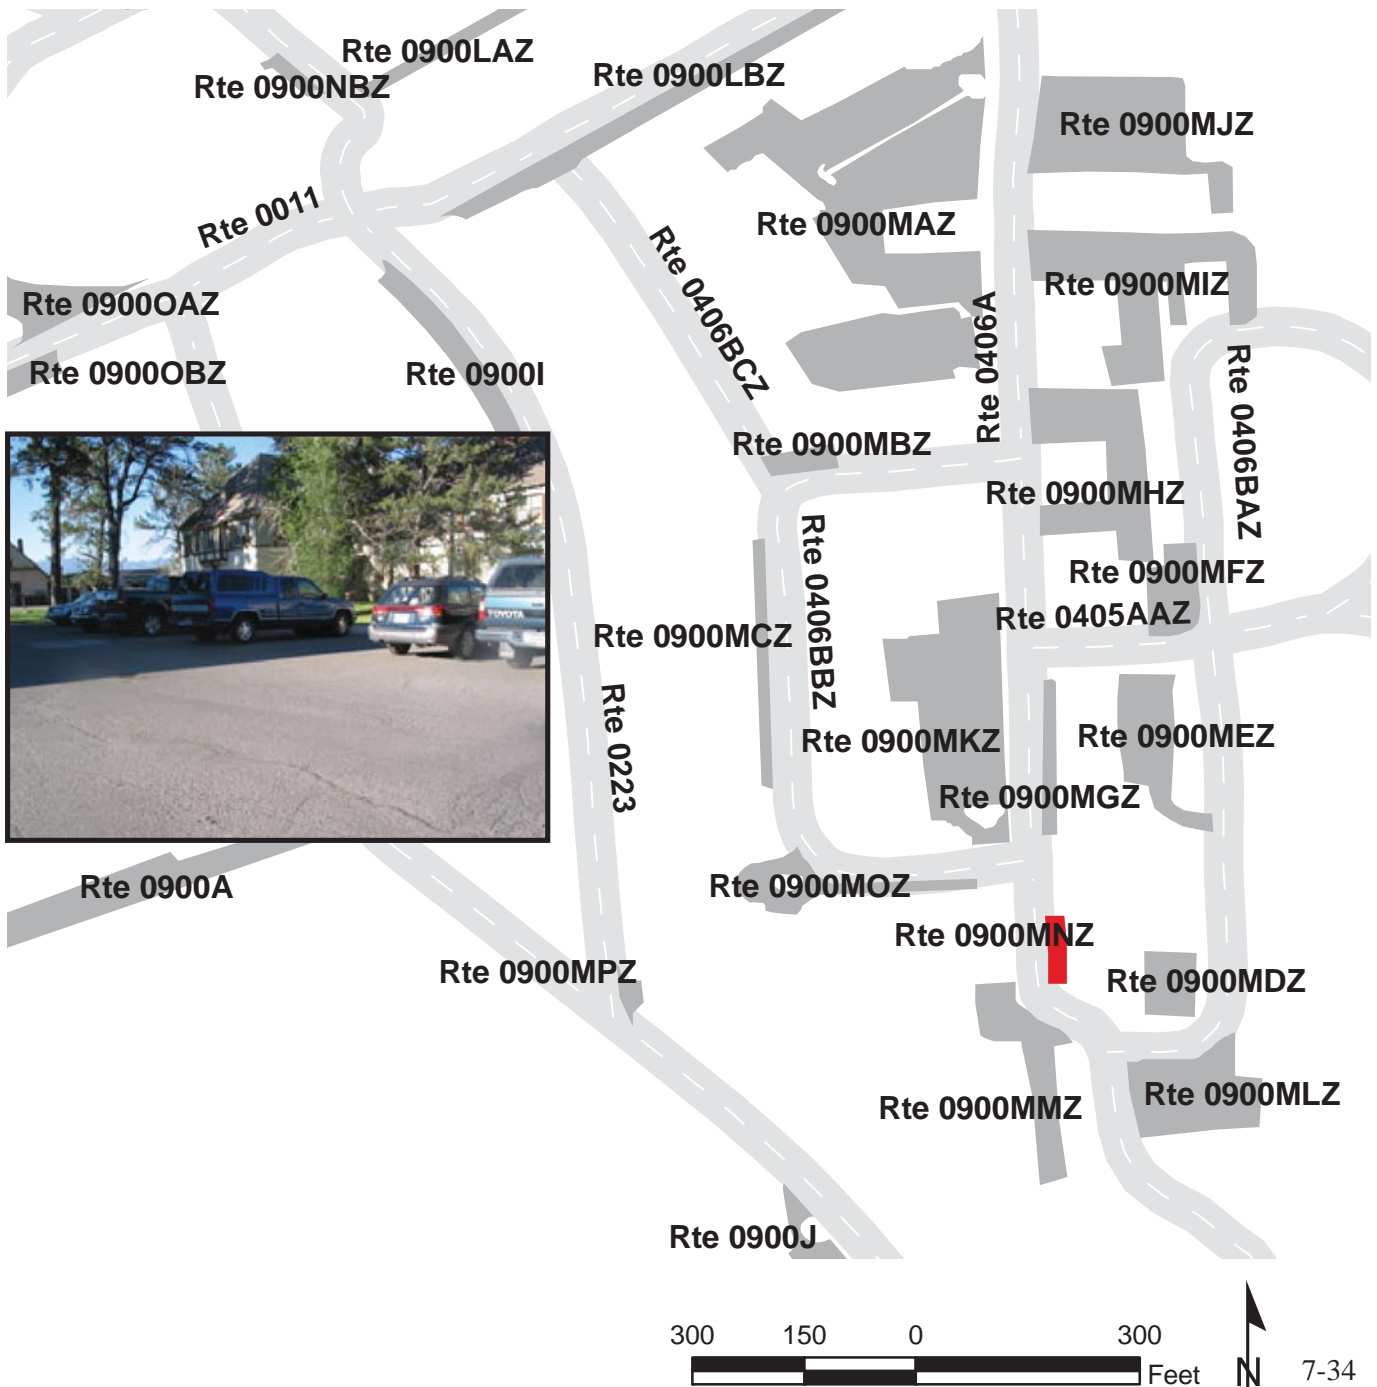 Rte 0900LAZ
Rte 0900NBZ
Rte 0900LBZ
Rte 0900MJZ
Rte 0011
Rte 0900MAZ
Rte 0406BCZ
Rte 0900MIZ
Rte 0900OAZ
Rte 0406A
Rte 0900OBZ
Rte 0900I
Rte 0406BAZ
Rte 0900MBZ
Rte 0900MHZ
Rte 0406BBZ
Rte 0900MFZ
Rte 0405AAZ
TOYOTA
Rte 0900MCZ
Rte 0223
Rte 0900MKZ
Rte 0900MEZ
Rte 0900MGZ
Rte 0900A
Rte 0900MOZ
Rte 0900MNZ
Rte 0900MPZ
Rte 0900MDZ
Rte 0900MMZ
Rte 0900MLZ
Rte 0900J
300 150 0 300
Feet
N
7-34